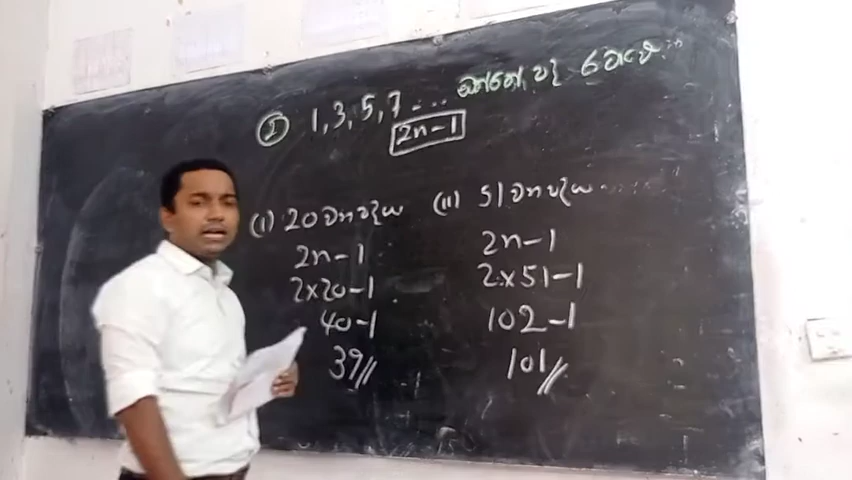 ② 1, 3, 5, 7 ....
2n-1
(i) 20 වන පදය
2n-1
2x20-1
40-1
39//
(ii) 51 වන පදය ......
2n-1
2x51-1
102-1
101//